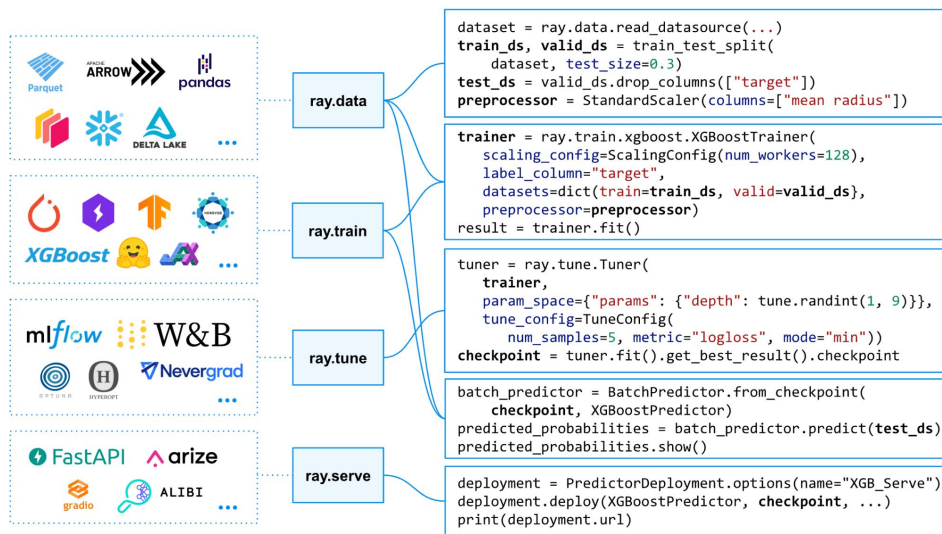 Parquet
APACHE
ARROW
pandas
DELTA LAKE
...
HOROVOD
XGBoost
JAX
...
mlflow
W&B
OPTUNA
H
HYPEROPT
Nevergrad
...
FastAPI
arize
gradio
ALIBI
...
ray.data
ray.train
ray.tune
ray.serve
dataset = ray.data.read_datasource(...)
train_ds, valid_ds = train_test_split(
dataset, test_size=0.3)
test_ds = valid_ds.drop_columns(["target"])
preprocessor = StandardScaler(columns=["mean radius"])
trainer = ray.train.xgboost.XGBoostTrainer(
scaling_config=ScalingConfig(num_workers=128),
label_column="target",
datasets=dict(train=train_ds, valid=valid_ds},
preprocessor=preprocessor)
result = trainer.fit()
tuner = ray.tune.Tuner(
trainer,
param_space={"params": {"depth": tune.randint(1, 9)}},
tune_config=TuneConfig(
num_samples=5, metric="logloss", mode="min"))
checkpoint = tuner.fit().get_best_result().checkpoint
batch_predictor = BatchPredictor.from_checkpoint(
checkpoint, XGBoostPredictor)
predicted_probabilities = batch_predictor.predict(test_ds)
predicted_probabilities.show()
deployment = PredictorDeployment.options(name="XGB_Serve")
deployment.deploy(XGBoostPredictor, checkpoint, ...)
print(deployment.url)